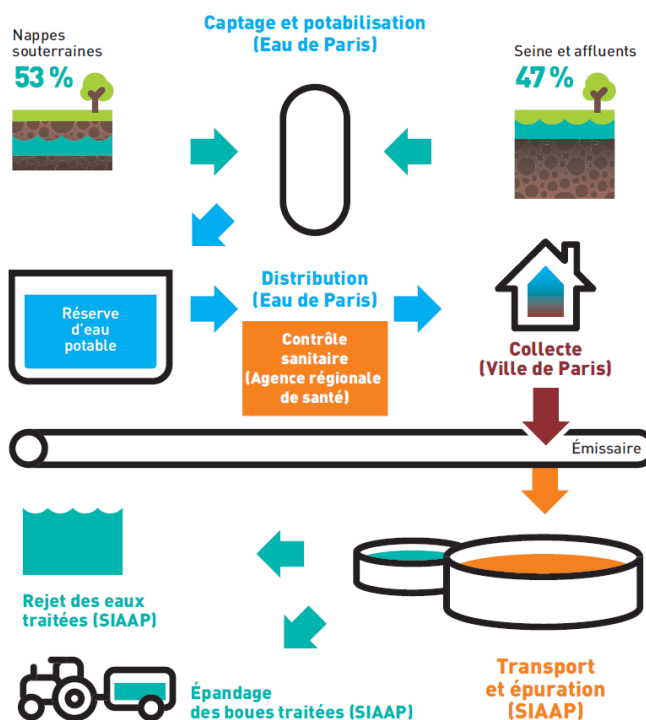 Captage et potabilisation
(Eau de Paris)
Nappes
souterraines
53 %
Seine et affluents
47 %
Réserve
d'eau
potable
Distribution
(Eau de Paris)
Contrôle
sanitaire
(Agence régionale
de santé)
Collecte
(Ville de Paris)
Émissaire
Rejet des eaux
traitées (SIAAP)
Épandage
des boues traitées (SIAAP)
Transport
et épuration
(SIAAP)